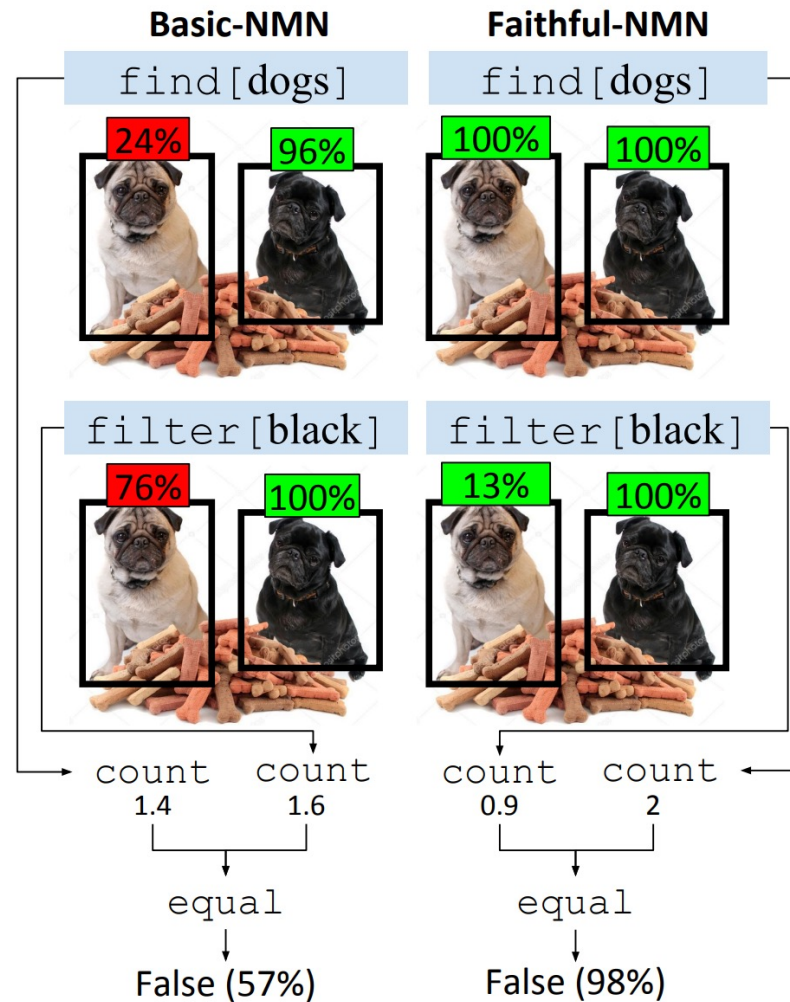 Basic-NMN Faithful-NMN
find[dogs] find[dogs]
24% 96% 100% 100%
filter[black] filter[black]
76% 100% 13% 100%
count count count count
1.4 1.6 0.9 2
equal equal
False (57%) False (98%)